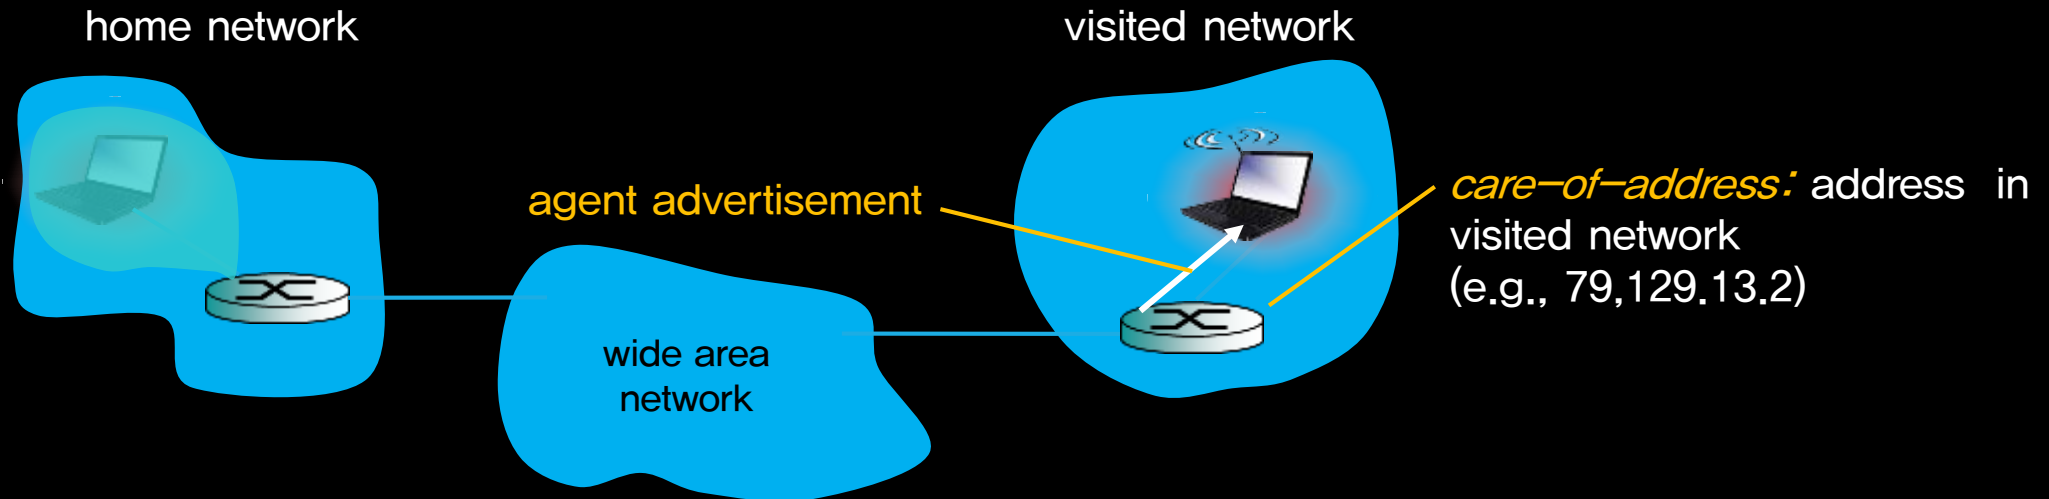 home network
visited network
agent advertisement
care-of-address: address in
visited network
(e.g., 79,129.13.2)
wide area
network